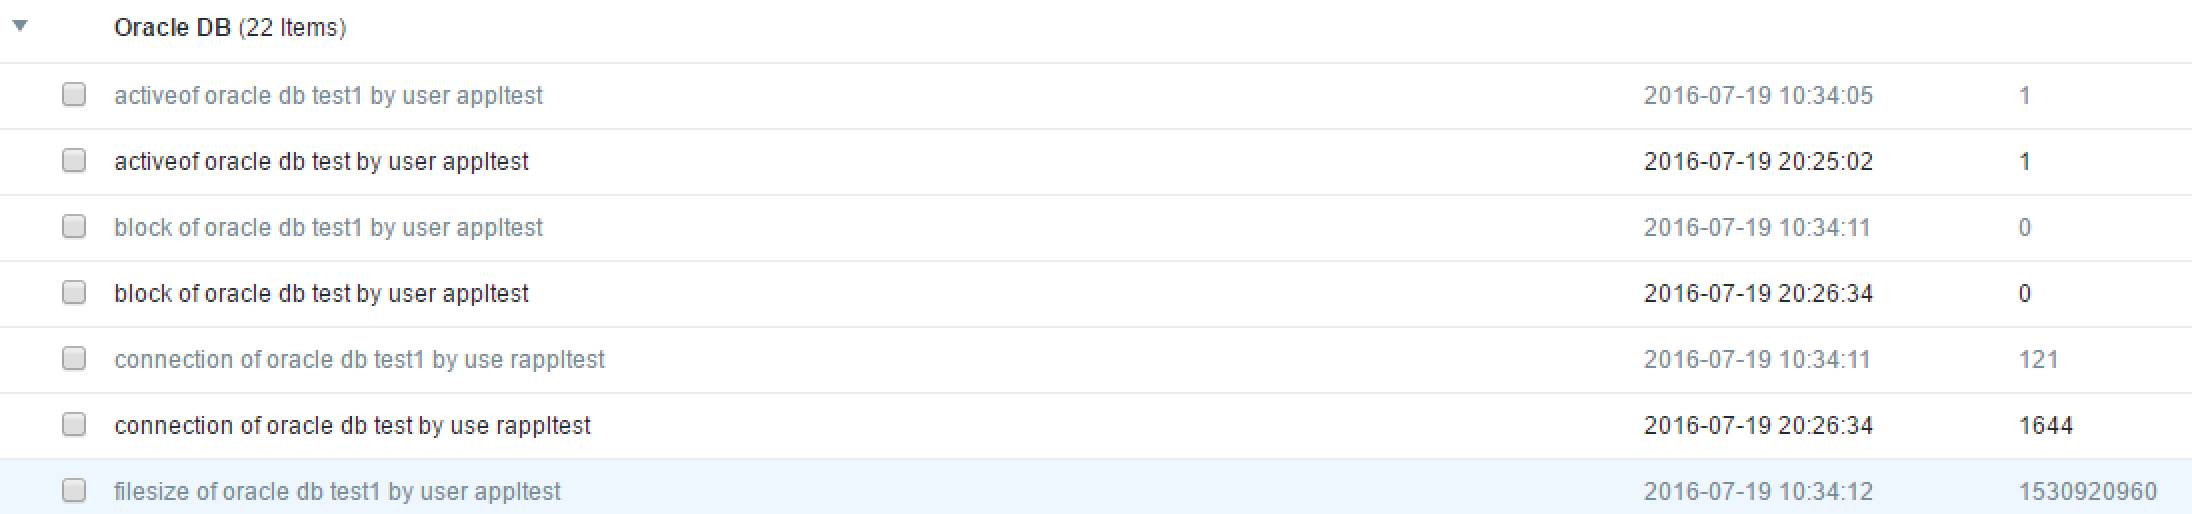 Oracle DB (22 Items)
activeof oracle db test1 by user appltest 2016-07-19 10:34:05 1
activeof oracle db test by user appltest 2016-07-19 20:25:02 1
block of oracle db test1 by user appltest 2016-07-19 10:34:11 0
block of oracle db test by user appltest 2016-07-19 20:26:34 0
connection of oracle db test1 by use rappltest 2016-07-19 10:34:11 121
connection of oracle db test by use rappltest 2016-07-19 20:26:34 1644
filesize of oracle db test1 by user appltest 2016-07-19 10:34:12 1530920960